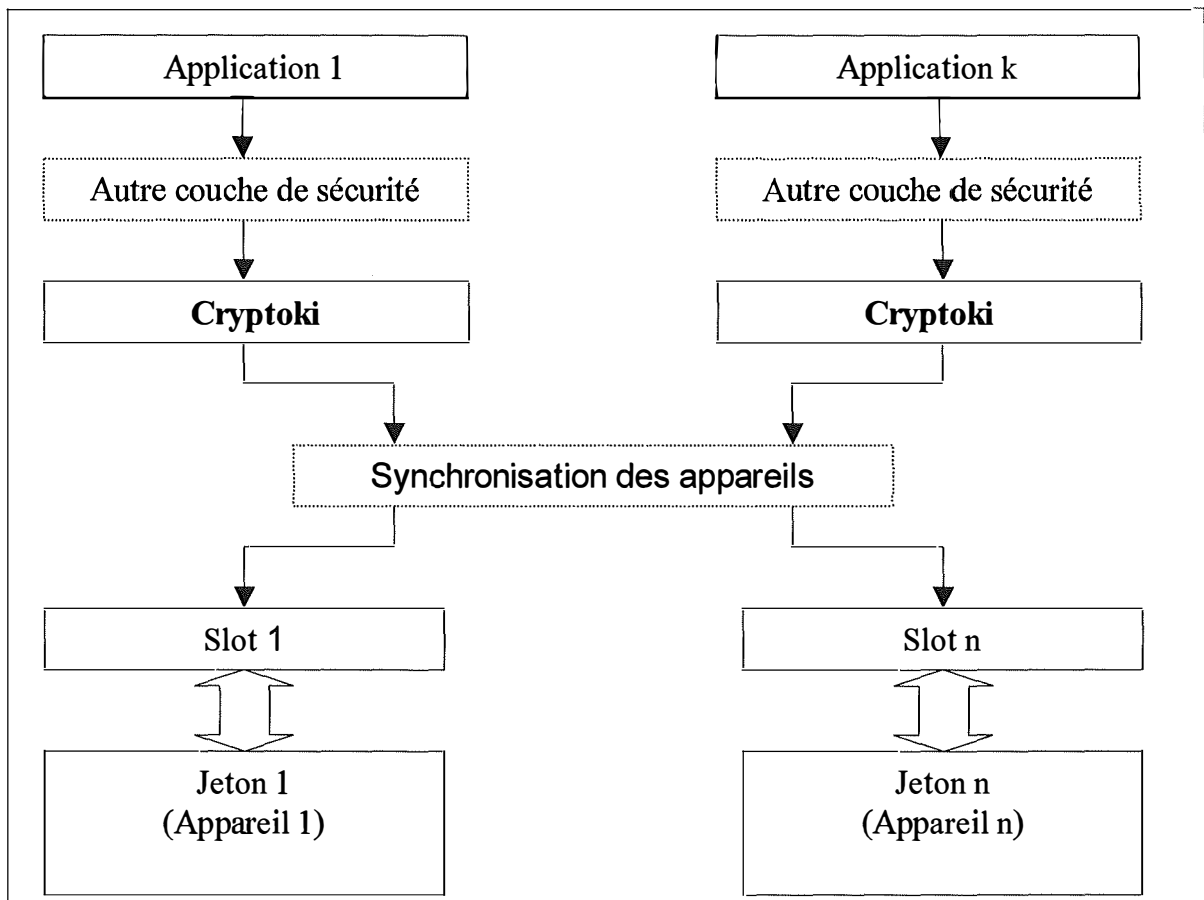 Application 1
Application k
Autre couche de sécurité
Autre couche de sécurité
Cryptoki
Cryptoki
Synchronisation des appareils
Slot 1
Slot n
Jeton 1
(Appareil 1)
Jeton n
(Appareil n)